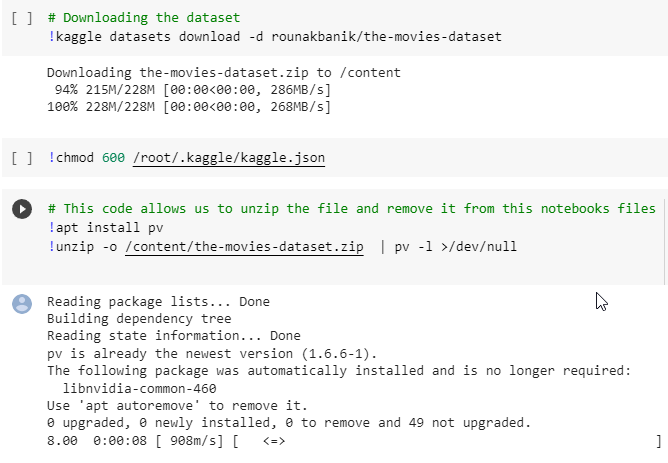 [ ] # Downloading the dataset
!kaggle datasets download -d rounakbanik/the-movies-dataset
Downloading the-movies-dataset.zip to /content
94% 215M/228M [00:00<00:00, 286MB/s]
100% 228M/228M [00:00<00:00, 268MB/s]
[ ] !chmod 600 /root/.kaggle/kaggle.json
# This code allows us to unzip the file and remove it from this notebooks files
!apt install pv
!unzip -o /content/the-movies-dataset.zip | pv -l >/dev/null
Reading package lists... Done
Building dependency tree
Reading state information... Done
pv is already the newest version (1.6.6-1).
The following package was automatically installed and is no longer required:
libnvidia-common-460
Use 'apt autoremove' to remove it.
0 upgraded, 0 newly installed, 0 to remove and 49 not upgraded.
8.00 0:00:08 [ 908m/s] [ <=> ]